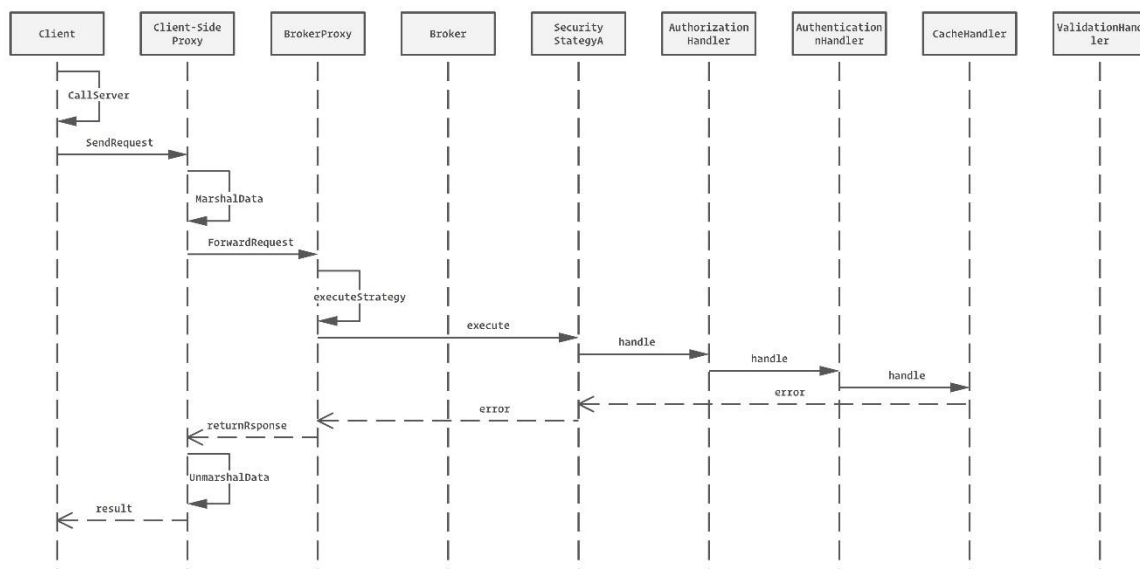 Client
Client-Side
Proxy
BrokerProxy
Broker
Security
StategyA
Authorization
Handler
Authenticatio
nHandler
CacheHandler
ValidationHand
ler
CallServer
SendRequest
MarshalData
ForwardRequest
executeStrategy
execute
handle
handle
handle
error
error
returnRsponse
UnmarshalData
result